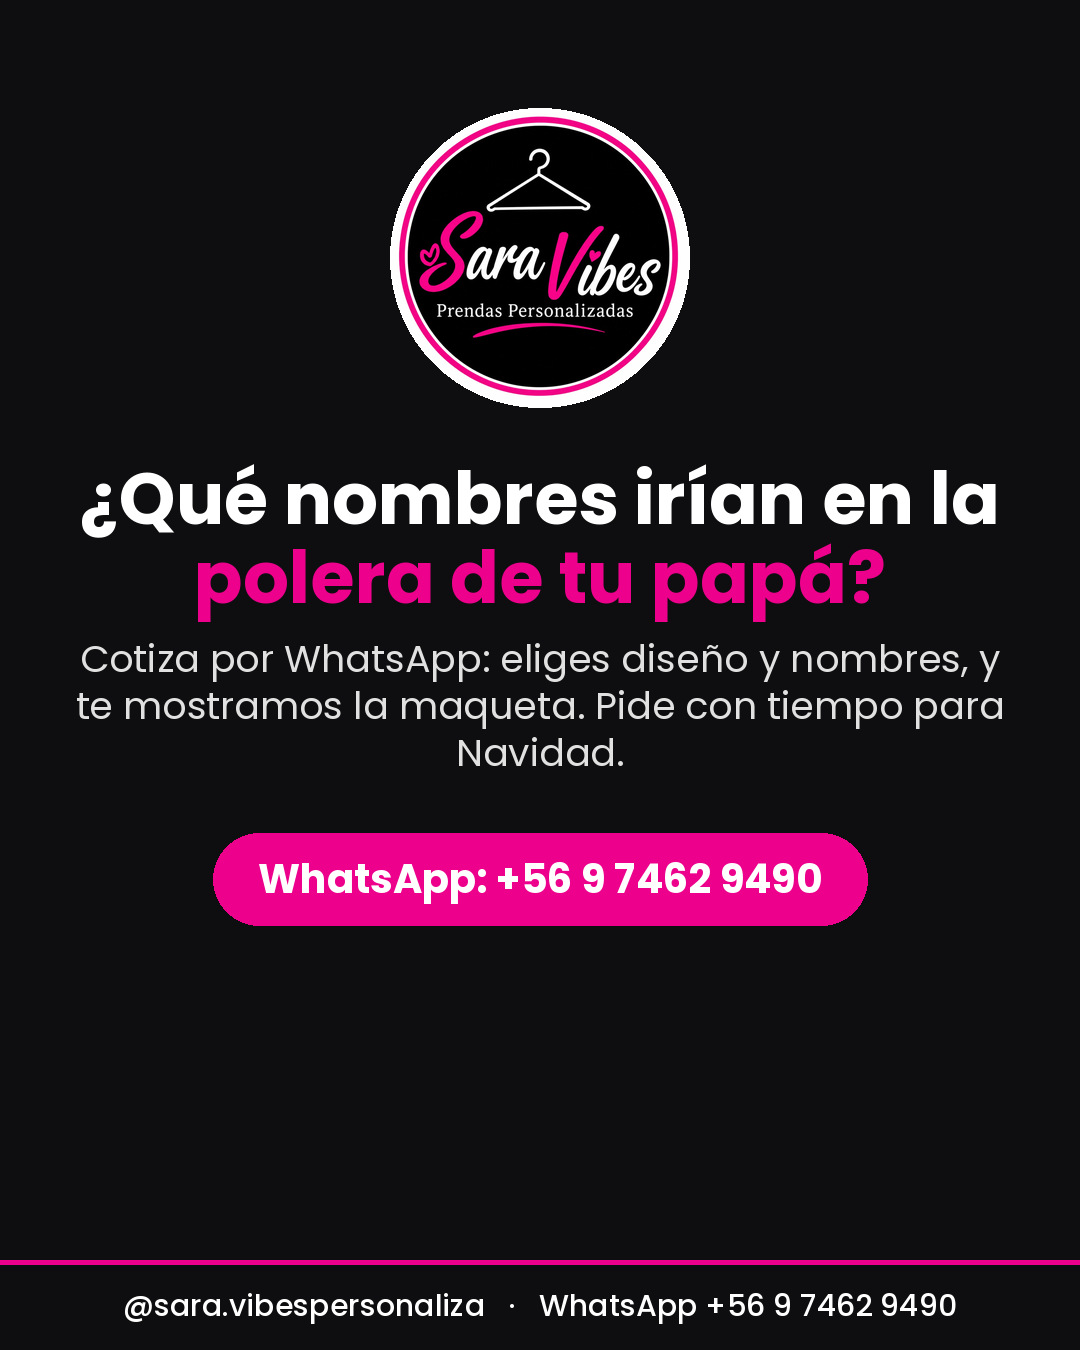 Sara Vibes
Prendas Personalizadas
¿Qué nombres irían en la
polera de tu papá?
Cotiza por WhatsApp: eliges diseño y nombres, y
te mostramos la maqueta. Pide con tiempo para
Navidad.
WhatsApp: +56 9 7462 9490
@sara.vibespersonaliza · WhatsApp +56 9 7462 9490